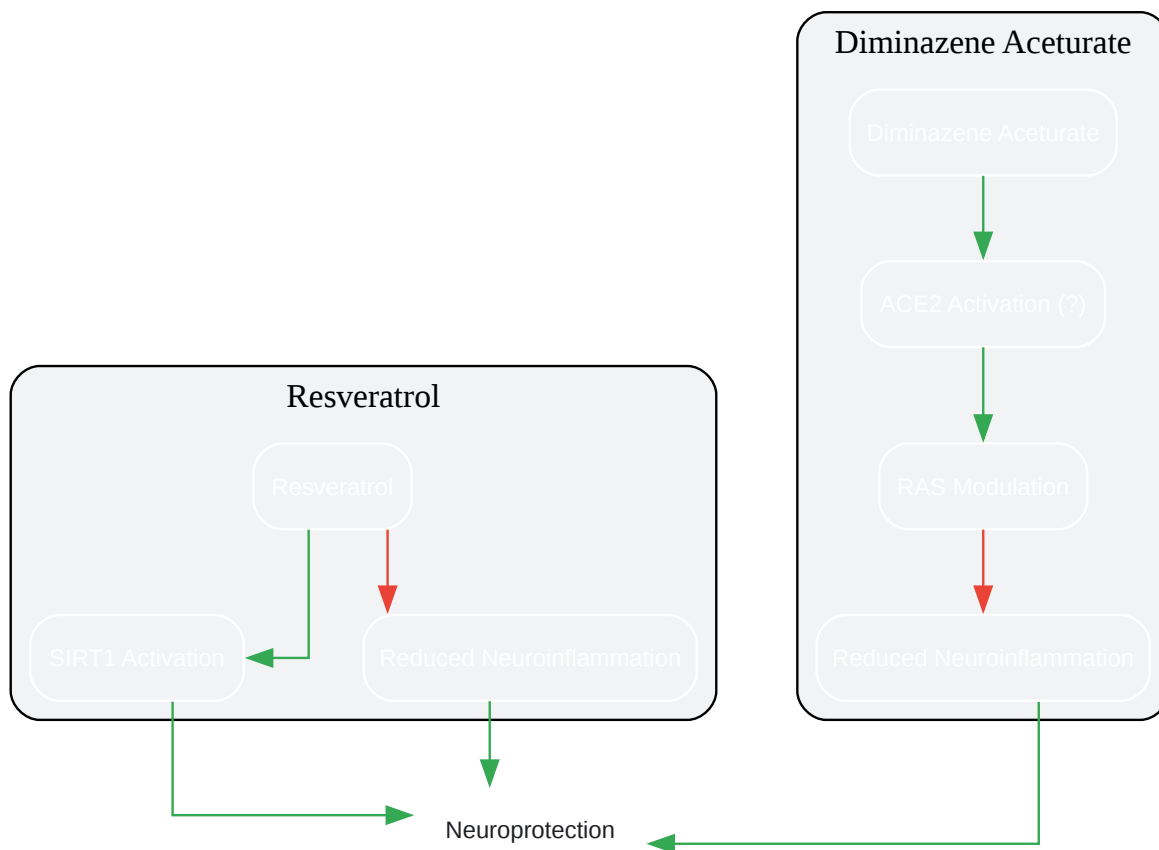 Diminazene Aceturate
Diminazene Aceturate
ACE2 Activation (?)
RAS Modulation
Reduced Neuroinflammation
Resveratrol
Resveratrol
SIRT1 Activation
Reduced Neuroinflammation
Neuroprotection